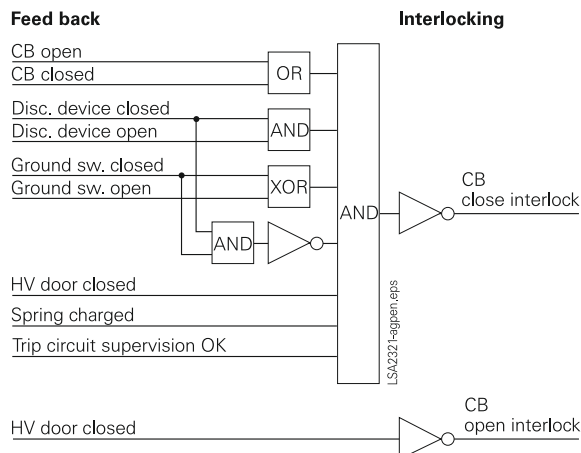 Feed back
Interlocking
CB open
CB closed
OR
Disc. device closed
Disc. device open
AND
Ground sw. closed
Ground sw. open
XOR
AND
AND
CB
close interlock
HV door closed
Spring charged
Trip circuit supervision OK
LSA2321-agpen.eps
HV door closed
CB
open interlock